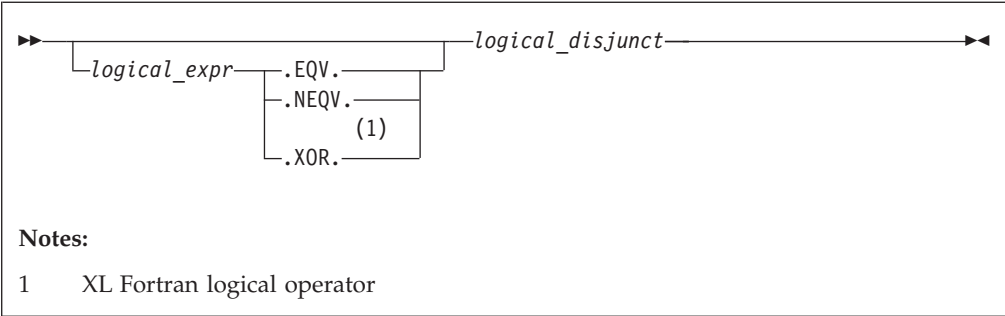 logical_disjunct
logical_expr .EQV.
.NEQV.
(1)
.XOR.
Notes:
1 XL Fortran logical operator